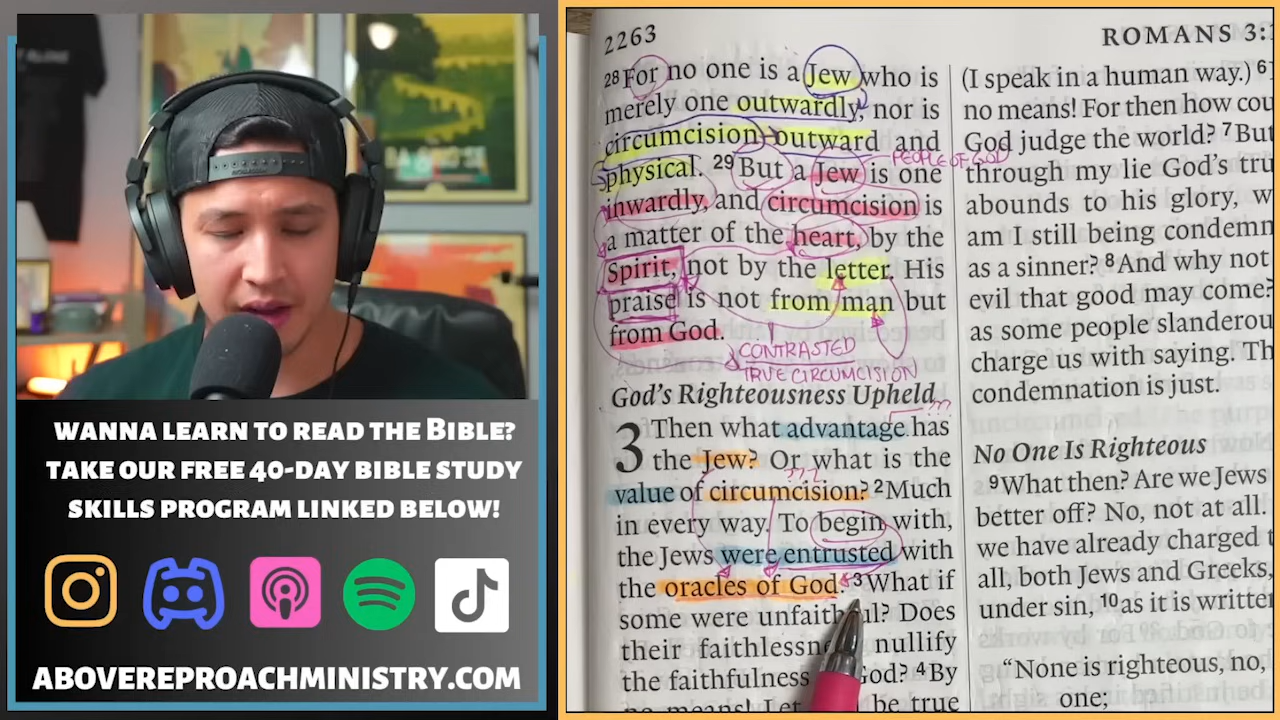 WANNA LEARN TO READ THE BIBLE?
TAKE OUR FREE 40-DAY BIBLE STUDY
SKILLS PROGRAM LINKED BELOW!
ABOVEREPROACHMINISTRY.COM
2263
28 For no one is a Jew who is
merely one outwardly, nor is
circumcision outward and
physical. 29 But a Jew is one
PEOPLE OF GOD
inwardly, and circumcision is
a matter of the heart, by the
Spirit, not by the letter. His
praise is not from man but
from God.
CONTRASTED
TRUE CIRCUMCISION
God's Righteousness Upheld
???
3 Then what advantage has
the Jew? Or what is the
value of circumcision? 2 Much
in every way. To begin with,
the Jews were entrusted with
the oracles of God. 3 What if
some were unfaithful? Does
their faithlessness nullify
the faithfulness God? 4 By
no means! Let be true
ROMANS 3:
(I speak in a human way.) 6
no means! For then how cou
God judge the world? 7 But
through my lie God's tru
abounds to his glory, w
am I still being condemn
as a sinner? 8 And why not
evil that good may come?
as some people slanderou
charge us with saying. Th
condemnation is just.
No One Is Righteous
9 What then? Are we Jews
better off? No, not at all.
we have already charged t
all, both Jews and Greeks,
under sin, 10 as it is written
"None is righteous, no,
one;